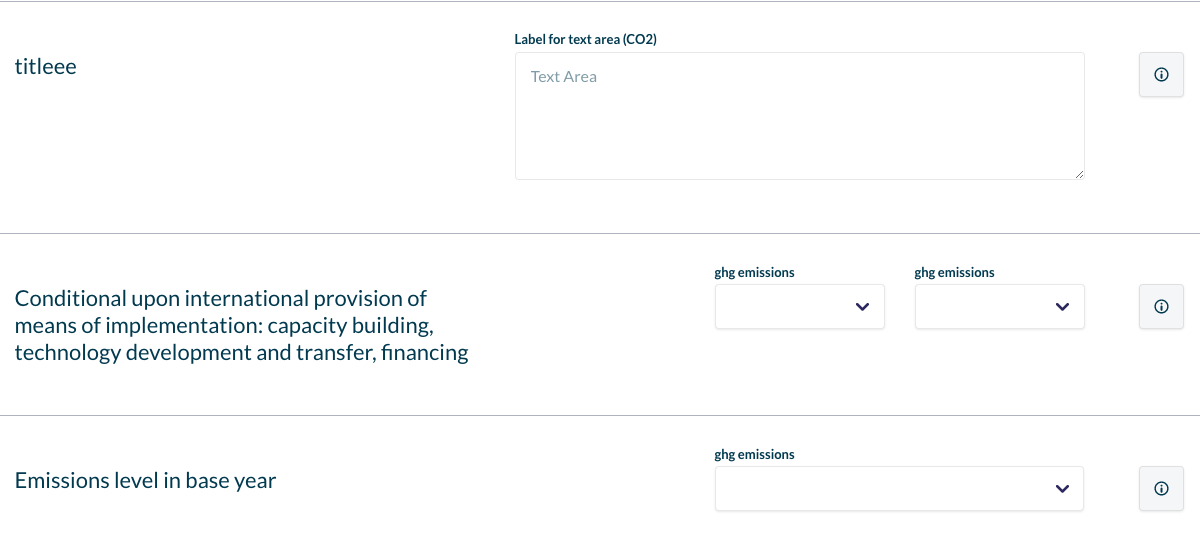 Label for text area (CO2)
titleee
Text Area
ghg emissions
ghg emissions
Conditional upon international provision of
means of implementation: capacity building,
technology development and transfer, financing
ghg emissions
Emissions level in base year